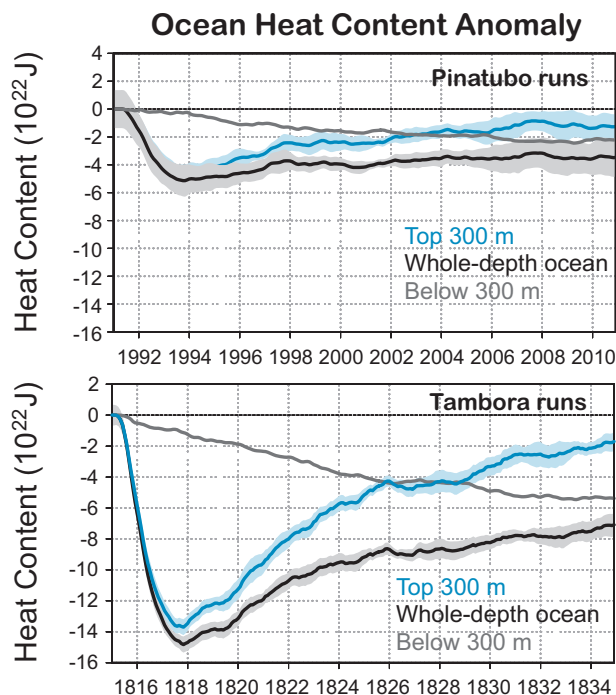 Ocean Heat Content Anomaly
Heat Content (10²²J)
4
2
0
-2
-4
-6
-8
-10
-12
-14
-16
Pinatubo runs
Top 300 m
Whole-depth ocean
Below 300 m
1992 1994 1996 1998 2000 2002 2004 2006 2008 2010
Heat Content (10²²J)
2
0
-2
-4
-6
-8
-10
-12
-14
-16
Tambora runs
Top 300 m
Whole-depth ocean
Below 300 m
1816 1818 1820 1822 1824 1826 1828 1830 1832 1834